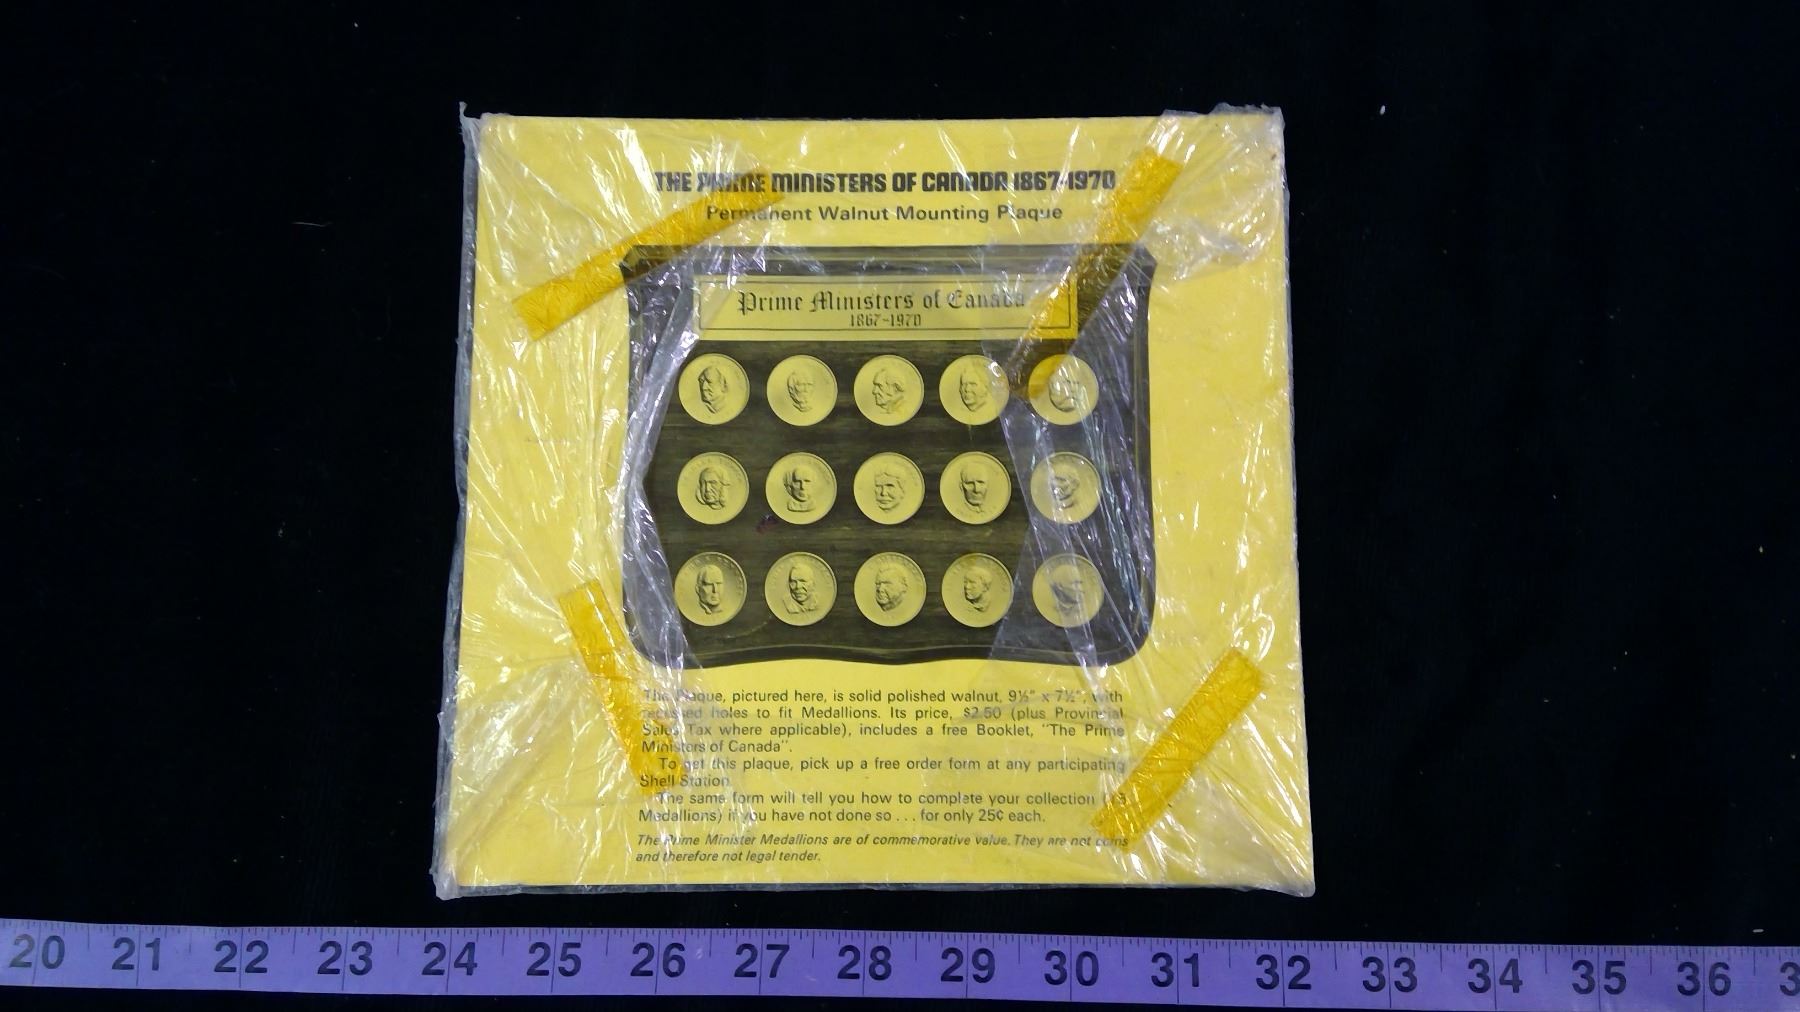 THE PRIME MINISTERS OF CANADA 1867-1970
Permanent Walnut Mounting Plaque
Prime Ministers of Canada
1867-1970
The Plaque, pictured here, is solid polished walnut, 9½" x 7½", with
recessed holes to fit Medallions. Its price, $2.50 (plus Provincial
Sales Tax where applicable), includes a free Booklet, "The Prime
Ministers of Canada".
To get this plaque, pick up a free order form at any participating
Shell Station.
The same form will tell you how to complete your collection (15
Medallions) if you have not done so . . . for only 25¢ each.
The Prime Minister Medallions are of commemorative value. They are not coins
and therefore not legal tender.
20 21 22 23 24 25 26 27 28 29 30 31 32 33 34 35 36 3